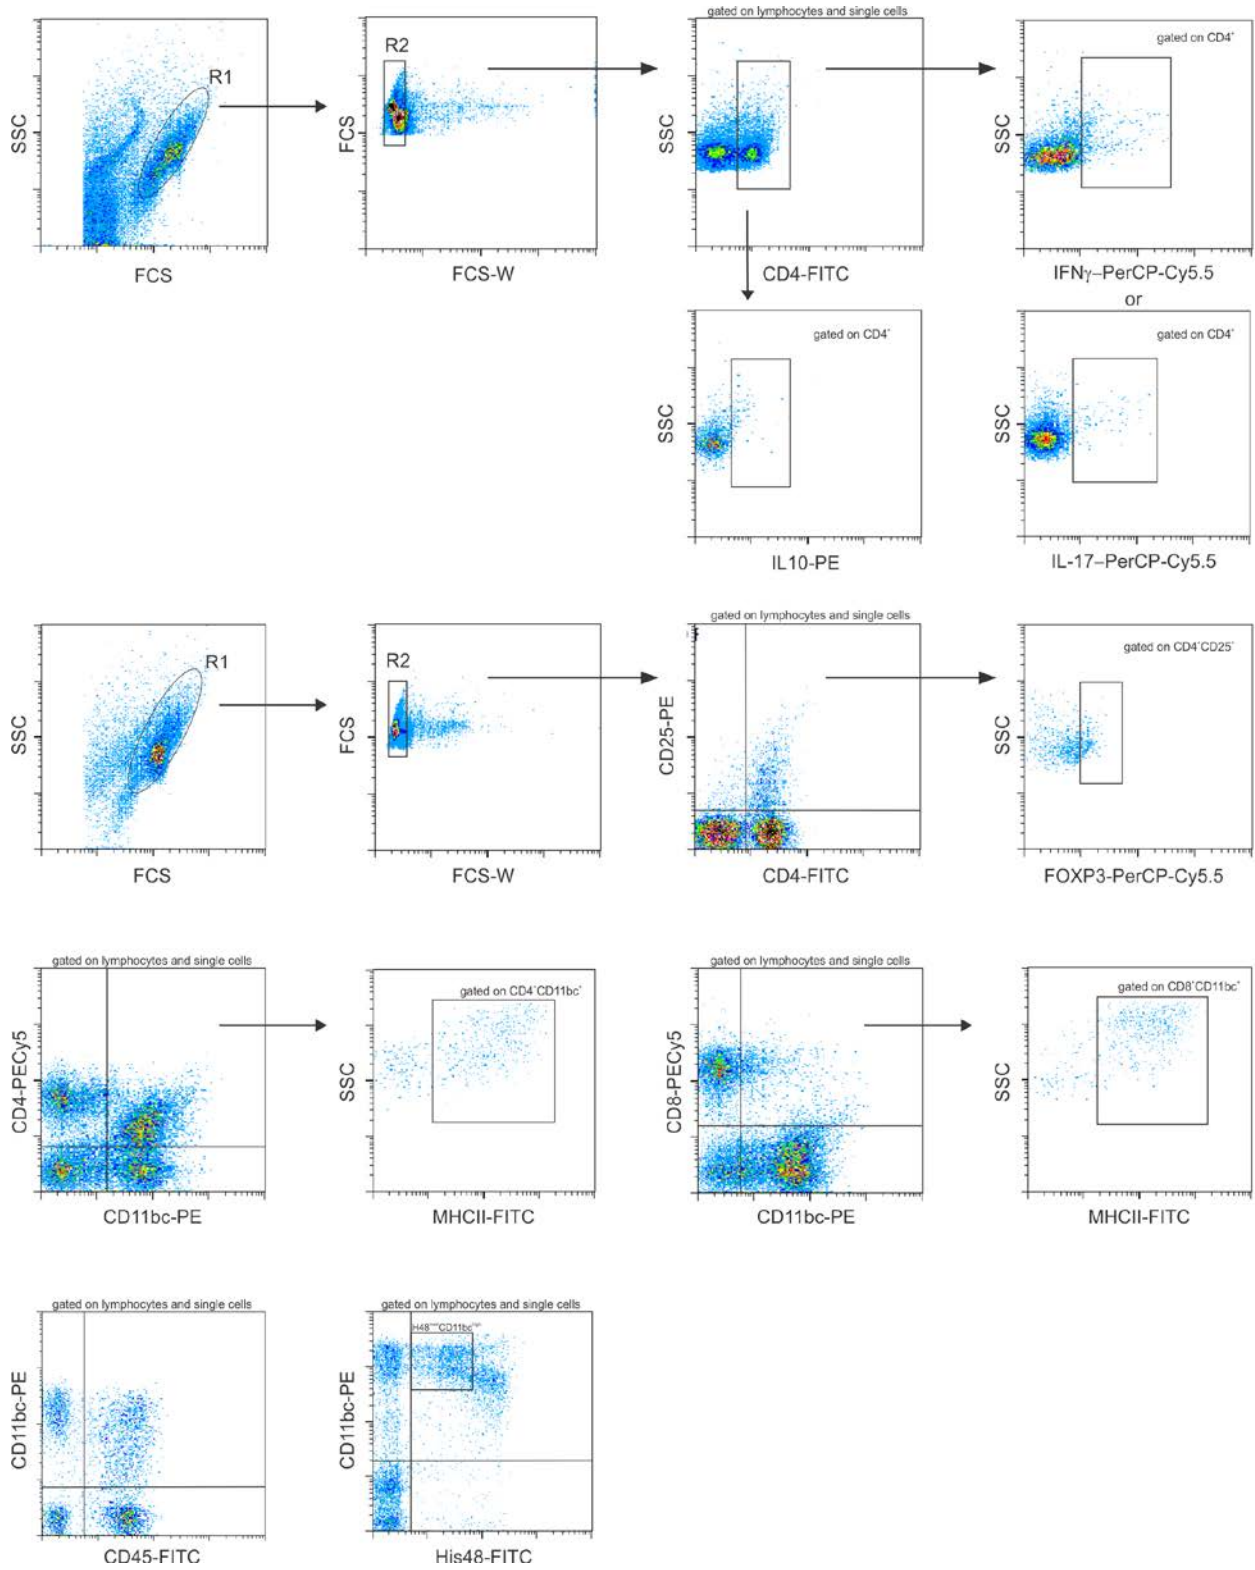 gated on lymphocytes and single cells
R1
R2
gated on CD4⁺
SSC
FCS
SSC
SSC
FCS
FCS-W
CD4-FITC
IFNγ–PerCP-Cy5.5
or
gated on CD4⁺
gated on CD4⁺
SSC
SSC
IL10-PE
IL-17–PerCP-Cy5.5
gated on lymphocytes and single cells
R1
R2
gated on CD4⁺CD25⁺
SSC
FCS
CD25-PE
SSC
FCS
FCS-W
CD4-FITC
FOXP3-PerCP-Cy5.5
gated on lymphocytes and single cells
gated on lymphocytes and single cells
gated on CD4⁺CD11bc⁺
gated on CD8⁺CD11bc⁺
CD4-PECy5
SSC
CD8-PECy5
SSC
CD11bc-PE
MHCII-FITC
CD11bc-PE
MHCII-FITC
gated on lymphocytes and single cells
gated on lymphocytes and single cells
CD11bc-PE
CD11bc-PE
CD45-FITC
His48-FITC